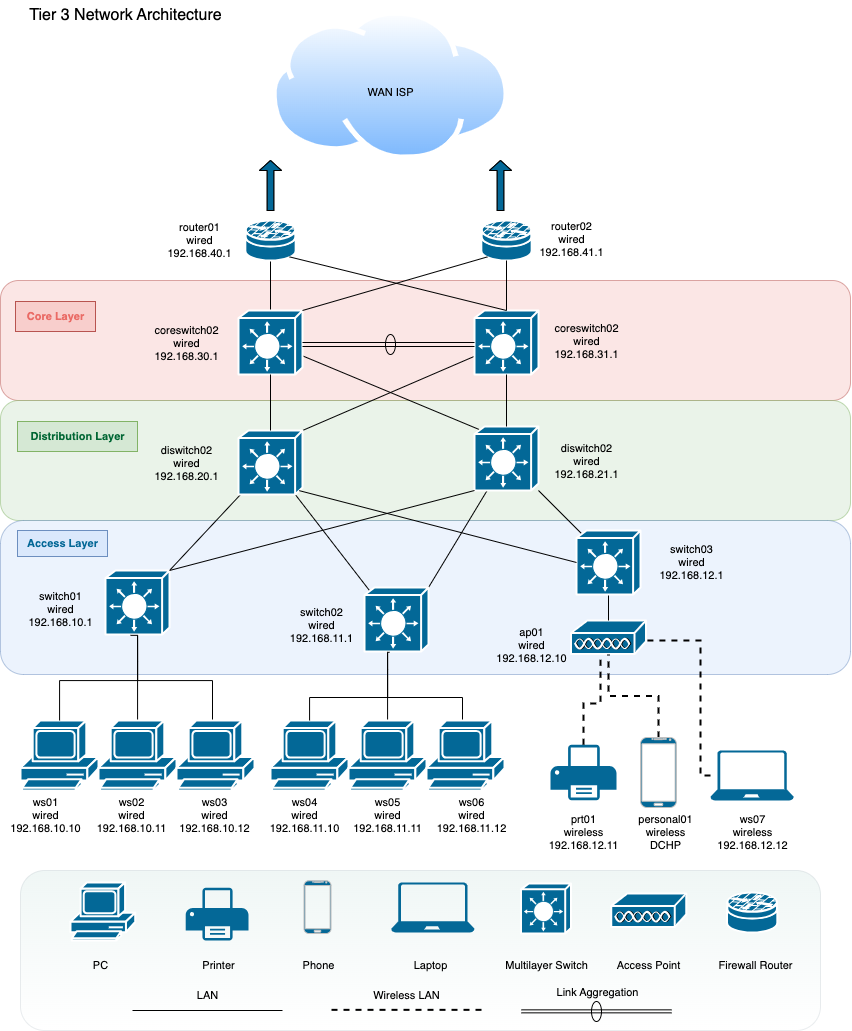 Tier 3 Network Architecture
WAN ISP
router01
wired
192.168.40.1
router02
wired
192.168.41.1
Core Layer
coreswitch02
wired
192.168.30.1
coreswitch02
wired
192.168.31.1
Distribution Layer
diswitch02
wired
192.168.20.1
diswitch02
wired
192.168.21.1
Access Layer
switch01
wired
192.168.10.1
switch02
wired
192.168.11.1
switch03
wired
192.168.12.1
ap01
wired
192.168.12.10
ws01
wired
192.168.10.10
ws02
wired
192.168.10.11
ws03
wired
192.168.10.12
ws04
wired
192.168.11.10
ws05
wired
192.168.11.11
ws06
wired
192.168.11.12
prt01
wireless
192.168.12.11
personal01
wireless
DCHP
ws07
wireless
192.168.12.12
PC
Printer
Phone
Laptop
Multilayer Switch
Access Point
Firewall Router
LAN
Wireless LAN
Link Aggregation